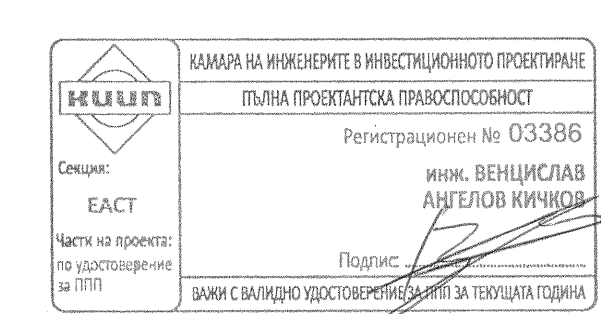 КАМАРА НА ИНЖЕНЕРИТЕ В ИНВЕСТИЦИОННОТО ПРОЕКТИРАНЕ
КИИП
ПЪЛНА ПРОЕКТАНТСКА ПРАВОСПОСОБНОСТ
Регистрационен № 03386
Секция:
ЕАСТ
инж. ВЕНЦИСЛАВ
АНГЕЛОВ КИЧКОВ
Части на проекта:
по удостоверение
за ППП
Подпис:
ВАЖИ С ВАЛИДНО УДОСТОВЕРЕНИЕ ЗА ППП ЗА ТЕКУЩАТА ГОДИНА